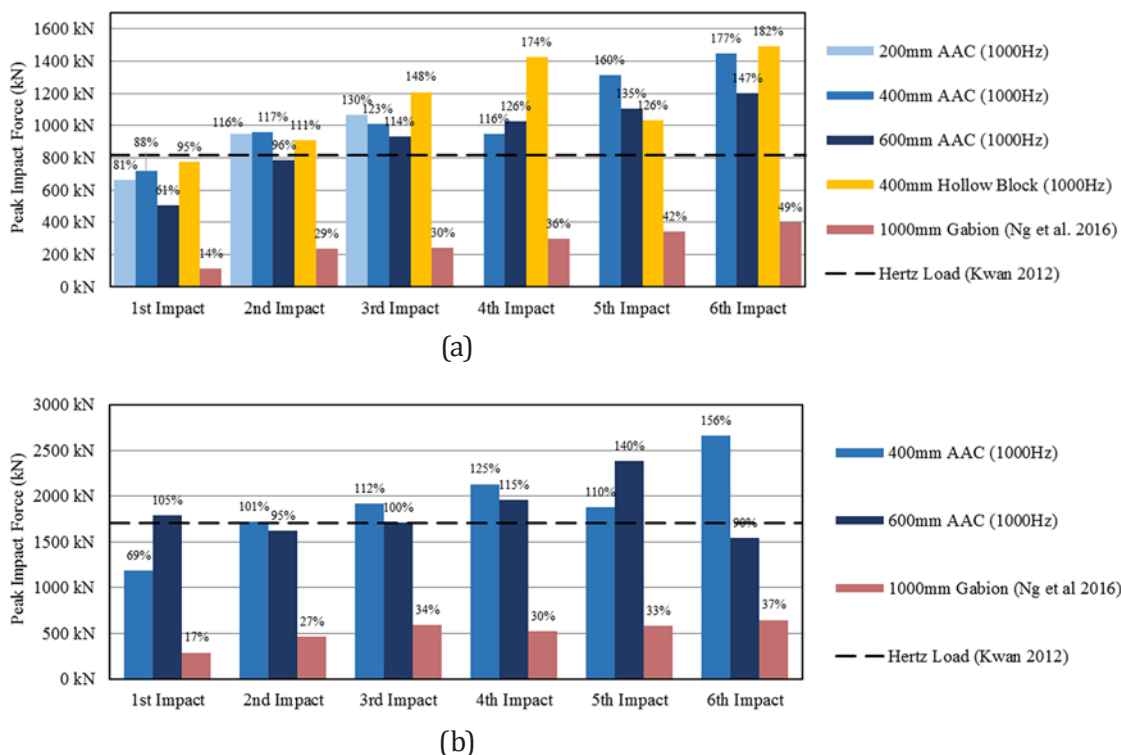 1600 kN
1400 kN
1200 kN
1000 kN
800 kN
600 kN
400 kN
200 kN
0 kN
Peak Impact Force (kN)
81%
88%
61%
95%
14%
116%
117%
96%
111%
29%
130%
123%
114%
148%
30%
116%
126%
174%
36%
160%
135%
126%
42%
177%
147%
182%
49%
1st Impact
2nd Impact
3rd Impact
4th Impact
5th Impact
6th Impact
200mm AAC (1000Hz)
400mm AAC (1000Hz)
600mm AAC (1000Hz)
400mm Hollow Block (1000Hz)
1000mm Gabion (Ng et al. 2016)
Hertz Load (Kwan 2012)
(a)
3000 kN
2500 kN
2000 kN
1500 kN
1000 kN
500 kN
0 kN
Peak Impact Force (kN)
69%
105%
17%
101%
95%
27%
112%
100%
34%
125%
115%
30%
110%
140%
33%
156%
90%
37%
1st Impact
2nd Impact
3rd Impact
4th Impact
5th Impact
6th Impact
400mm AAC (1000Hz)
600mm AAC (1000Hz)
1000mm Gabion (Ng et al 2016)
Hertz Load (Kwan 2012)
(b)